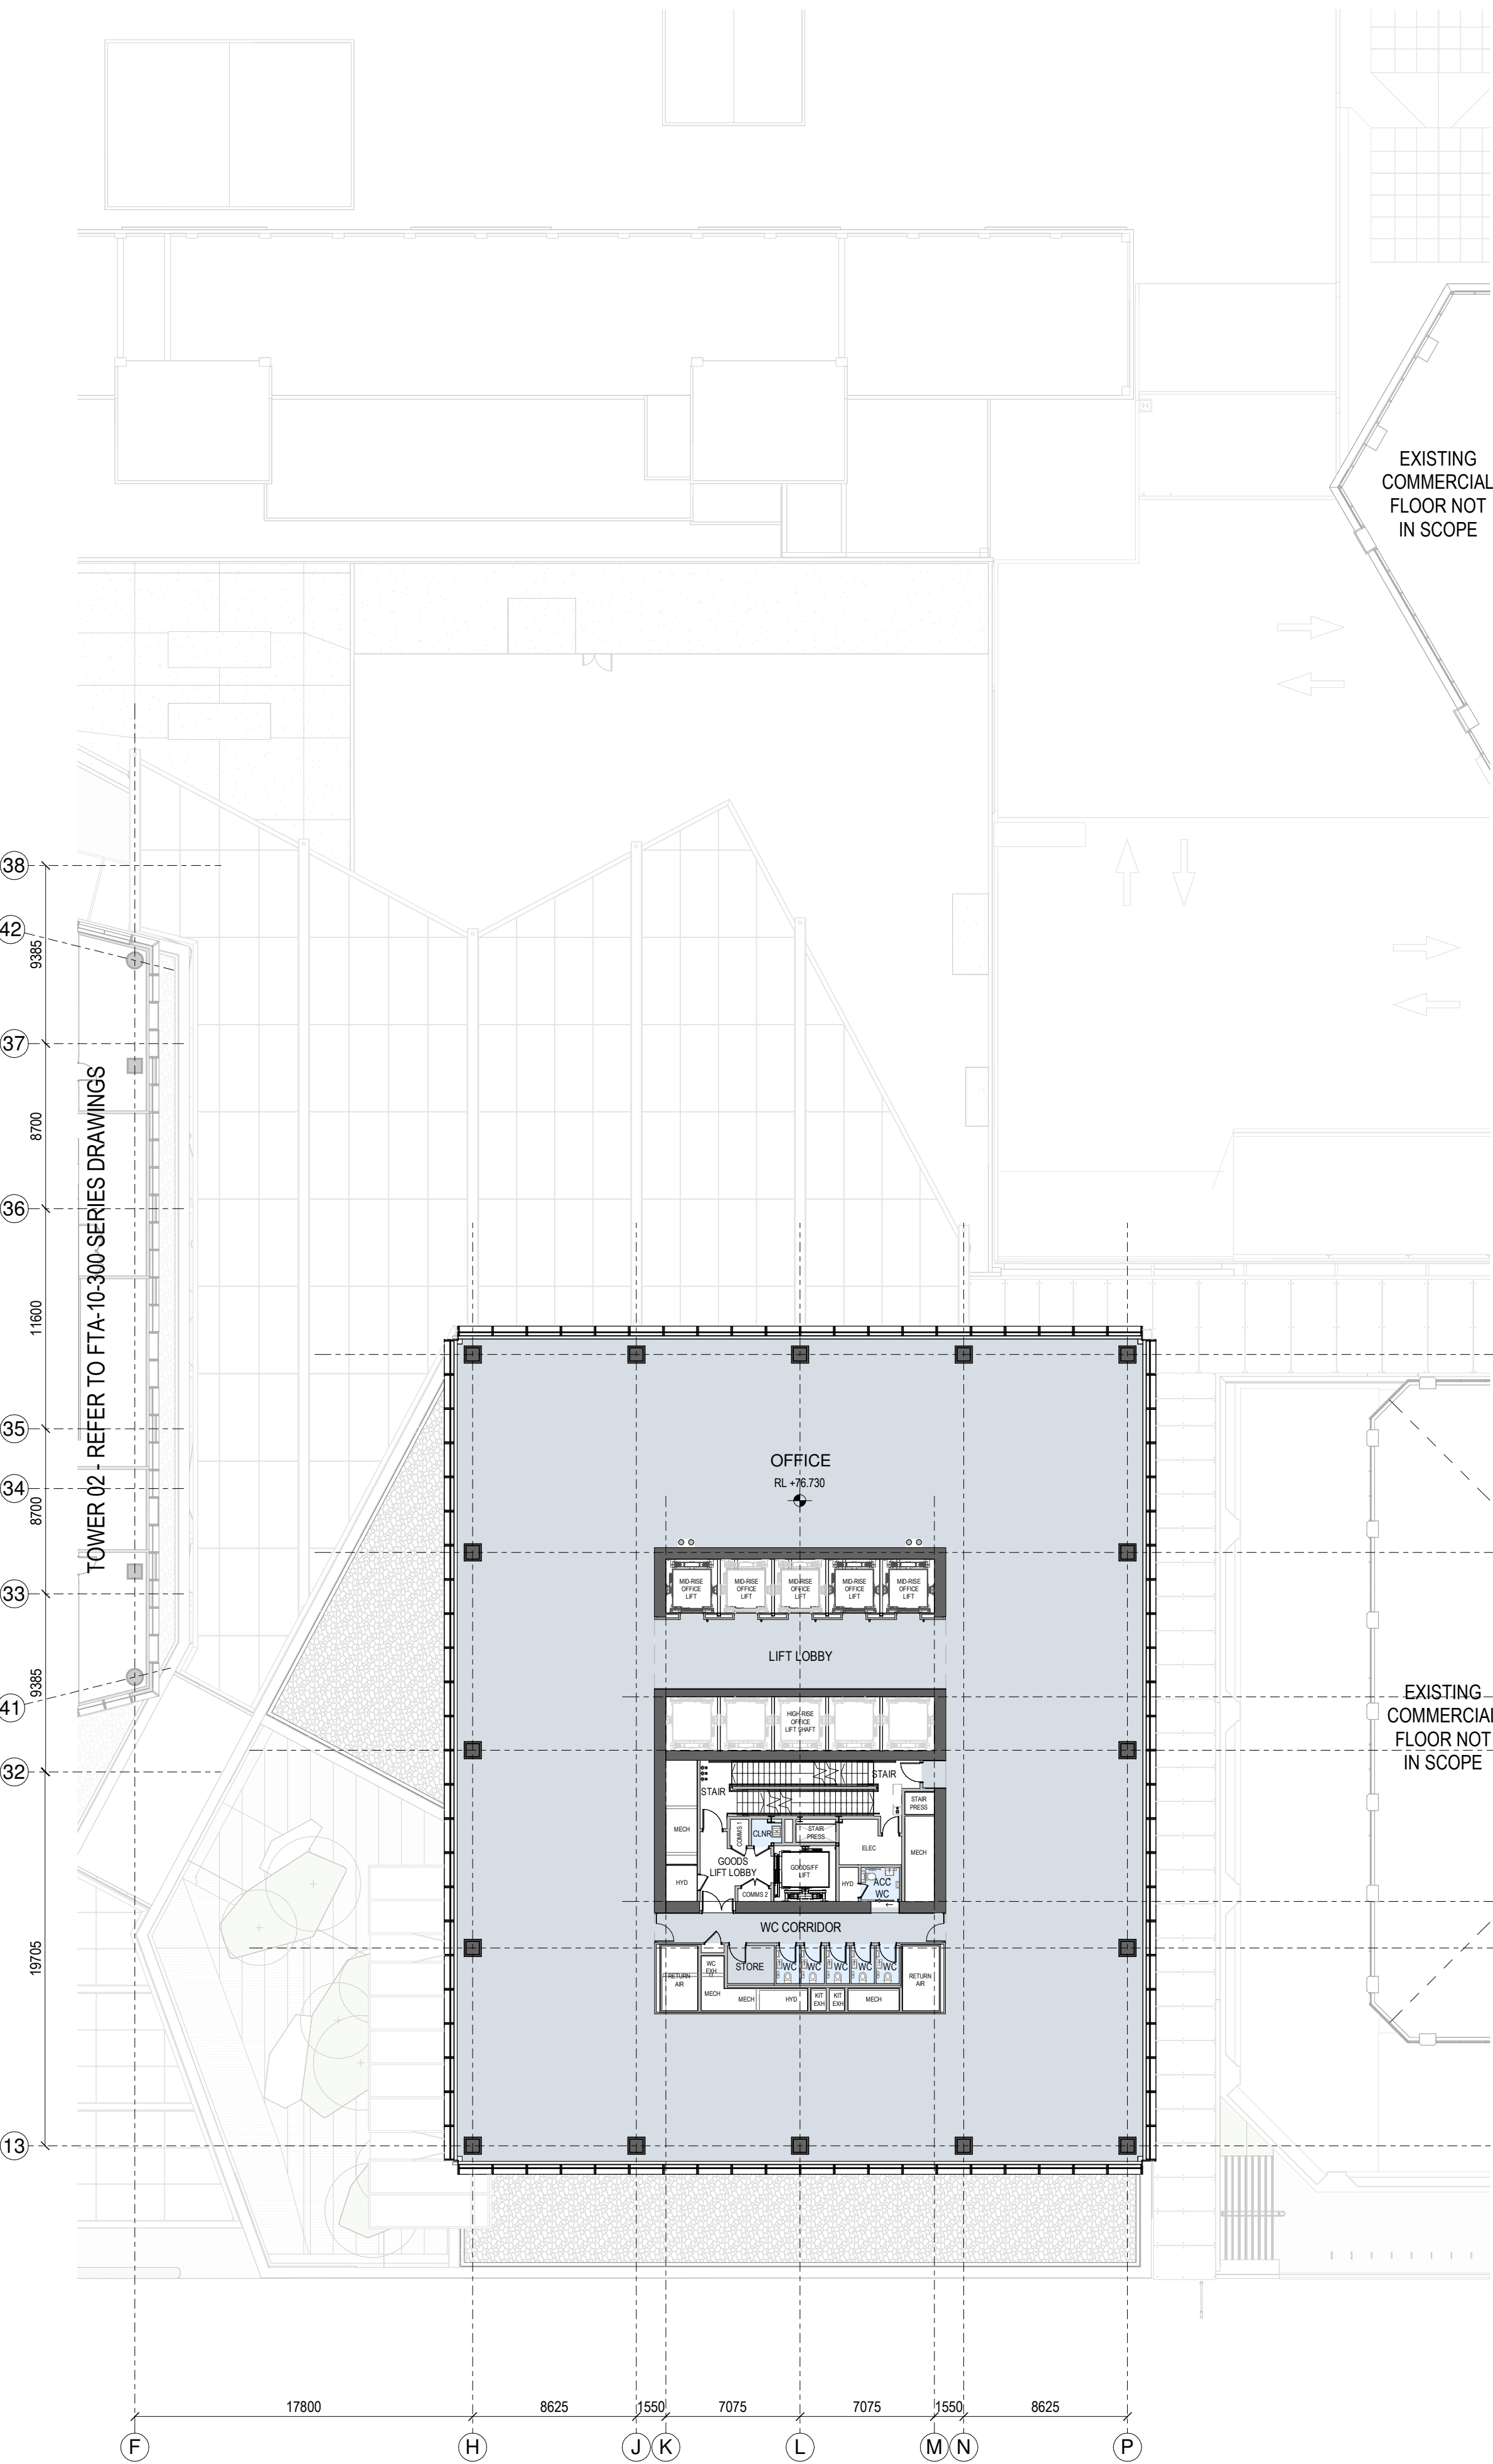 EXISTING
COMMERCIAL
FLOOR NOT
IN SCOPE
38
42
9385
37
8700
36
TOWER 02 - REFER TO FTA-10-300 SERIES DRAWINGS
11600
35
34
8700
33
9385
41
32
19705
13
OFFICE
RL +76.730
MID-RISE
OFFICE
LIFT
MID-RISE
OFFICE
LIFT
MID-RISE
OFFICE
LIFT
MID-RISE
OFFICE
LIFT
MID-RISE
OFFICE
LIFT
LIFT LOBBY
HIGH-RISE
OFFICE
LIFT SHAFT
EXISTING
COMMERCIAL
FLOOR NOT
IN SCOPE
STAIR
STAIR
STAIR
PRESS
MECH
COMMS 1
CLNR
STAIR
PRESS
ELEC
MECH
GOODS
LIFT LOBBY
GOODS/FF
LIFT
HYD
HYD
ACC
WC
COMMS 2
WC CORRIDOR
RETURN
AIR
WC
EXH
STORE
WC
WC
WC
WC
WC
RETURN
AIR
MECH
MECH
HYD
KIT
EXH
KIT
EXH
MECH
17800
8625
1550
7075
7075
1550
8625
F
H
J
K
L
M
N
P